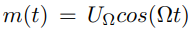 m(t) = U_Ω cos(Ωt)